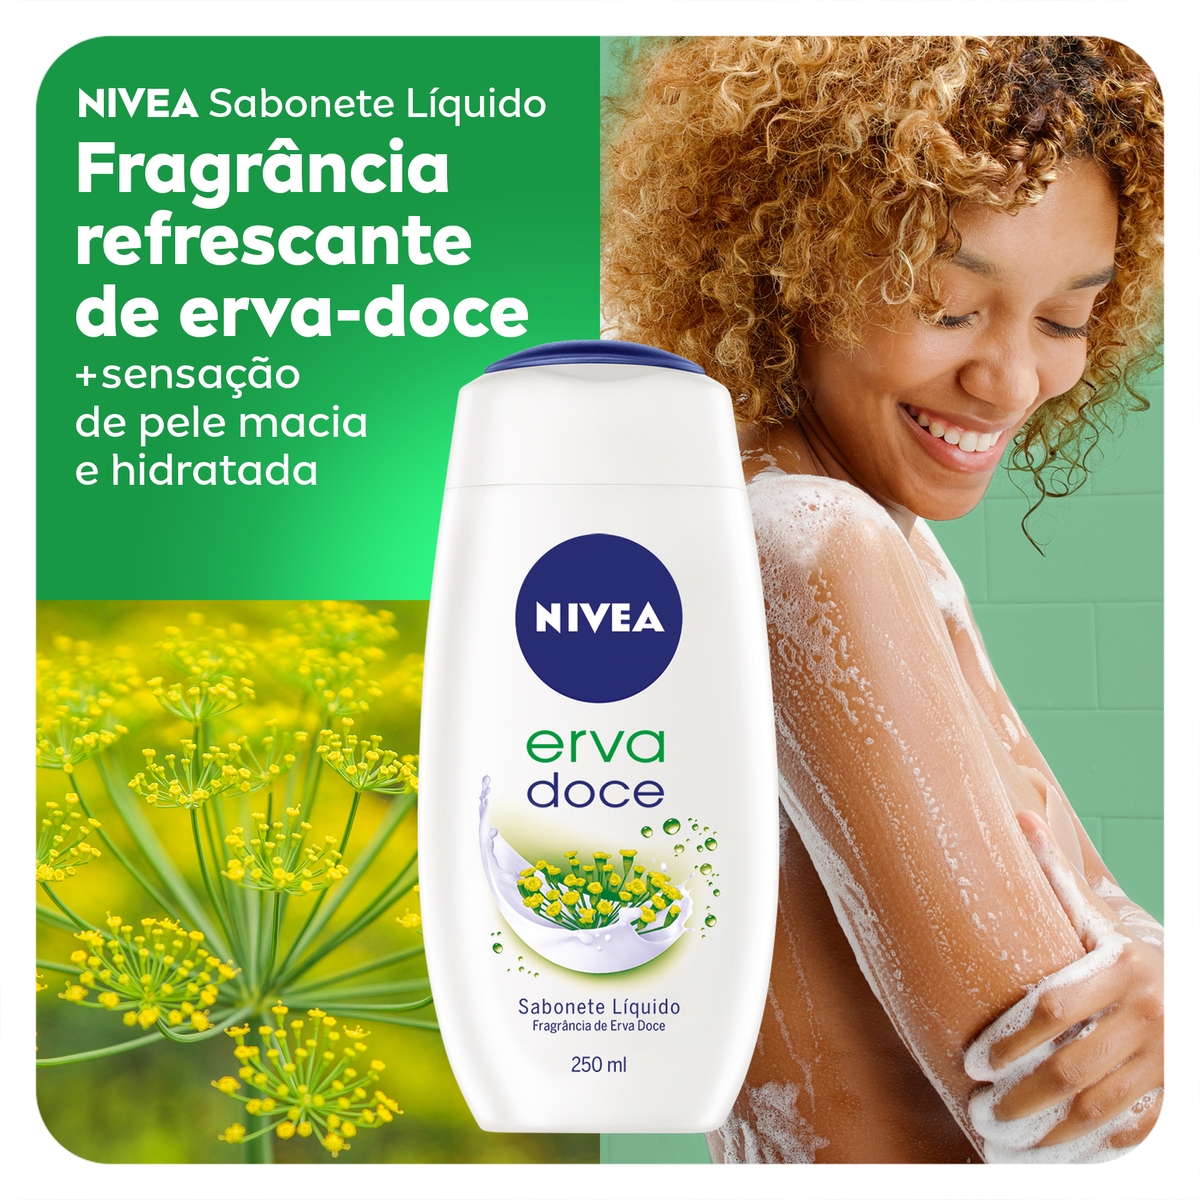 NIVEA Sabonete Líquido
Fragrância
refrescante
de erva-doce
+sensação
de pele macia
e hidratada
NIVEA
erva
doce
Sabonete Líquido
Fragrância de Erva Doce
250 ml